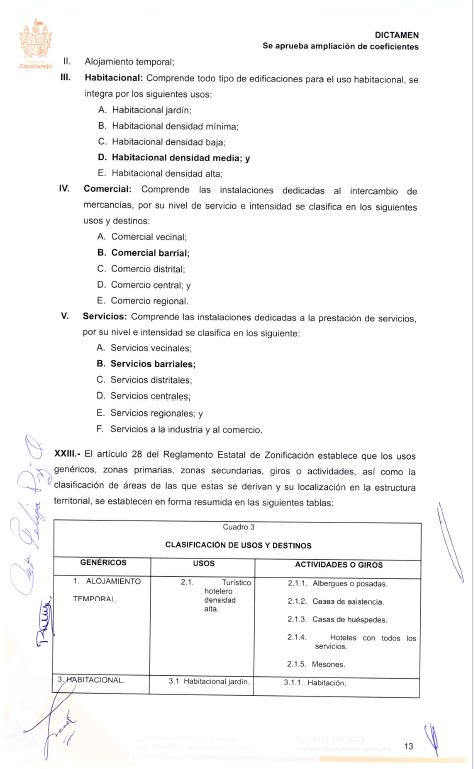 Zapotlanejo
DICTAMEN
Se aprueba ampliación de coeficientes
II. Alojamiento temporal;
III. Habitacional: Comprende todo tipo de edificaciones para el uso habitacional, se
integra por los siguientes usos:
A. Habitacional jardín;
B. Habitacional densidad mínima;
C. Habitacional densidad baja;
D. Habitacional densidad media; y
E. Habitacional densidad alta;
IV. Comercial: Comprende las instalaciones dedicadas al intercambio de
mercancías, por su nivel de servicio e intensidad se clasifica en los siguientes
usos y destinos:
A. Comercial vecinal;
B. Comercial barrial;
C. Comercio distrital;
D. Comercio central; y
E. Comercio regional.
V. Servicios: Comprende las instalaciones dedicadas a la prestación de servicios,
por su nivel e intensidad se clasifica en los siguiente:
A. Servicios vecinales;
B. Servicios barriales;
C. Servicios distritales;
D. Servicios centrales;
E. Servicios regionales; y
F. Servicios a la industria y al comercio.
XXIII.- El artículo 28 del Reglamento Estatal de Zonificación establece que los usos
genéricos, zonas primarias, zonas secundarias, giros o actividades, así como la
clasificación de áreas de las que estas se derivan y su localización en la estructura
territorial, se establecen en forma resumida en las siguientes tablas:
Cuadro 3
CLASIFICACIÓN DE USOS Y DESTINOS
GENÉRICOS USOS ACTIVIDADES O GIROS
1. ALOJAMIENTO
TEMPORAL.
2.1. Turístico
hotelero
densidad
alta.
2.1.1. Albergues o posadas.
2.1.2. Casas de asistencia.
2.1.3. Casas de huéspedes.
2.1.4. Hoteles con todos los
servicios.
2.1.5. Mesones.
3. HABITACIONAL. 3.1 Habitacional jardín. 3.1.1. Habitación.
13